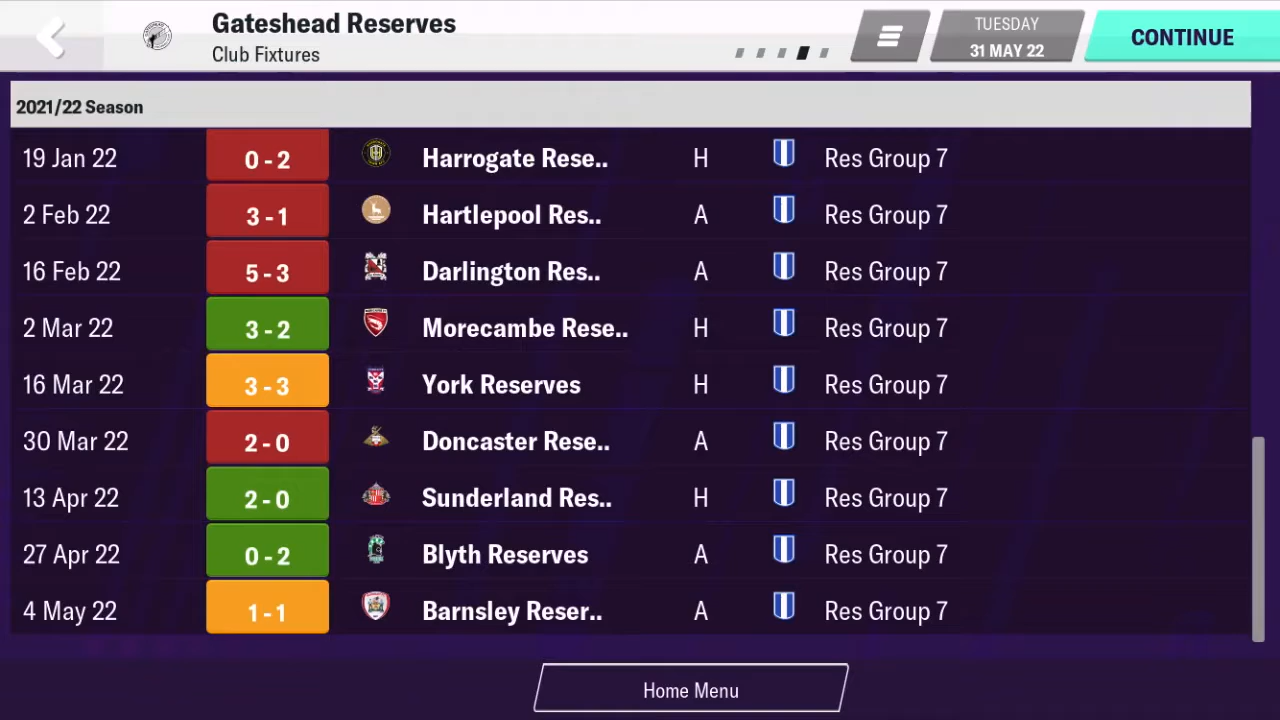 Gateshead Reserves
Club Fixtures
TUESDAY
31 MAY 22
CONTINUE
2021/22 Season
19 Jan 22 0 - 2 Harrogate Rese.. H Res Group 7
2 Feb 22 3 - 1 Hartlepool Res.. A Res Group 7
16 Feb 22 5 - 3 Darlington Res.. A Res Group 7
2 Mar 22 3 - 2 Morecambe Rese.. H Res Group 7
16 Mar 22 3 - 3 York Reserves H Res Group 7
30 Mar 22 2 - 0 Doncaster Rese.. A Res Group 7
13 Apr 22 2 - 0 Sunderland Res.. H Res Group 7
27 Apr 22 0 - 2 Blyth Reserves A Res Group 7
4 May 22 1 - 1 Barnsley Reser.. A Res Group 7
Home Menu